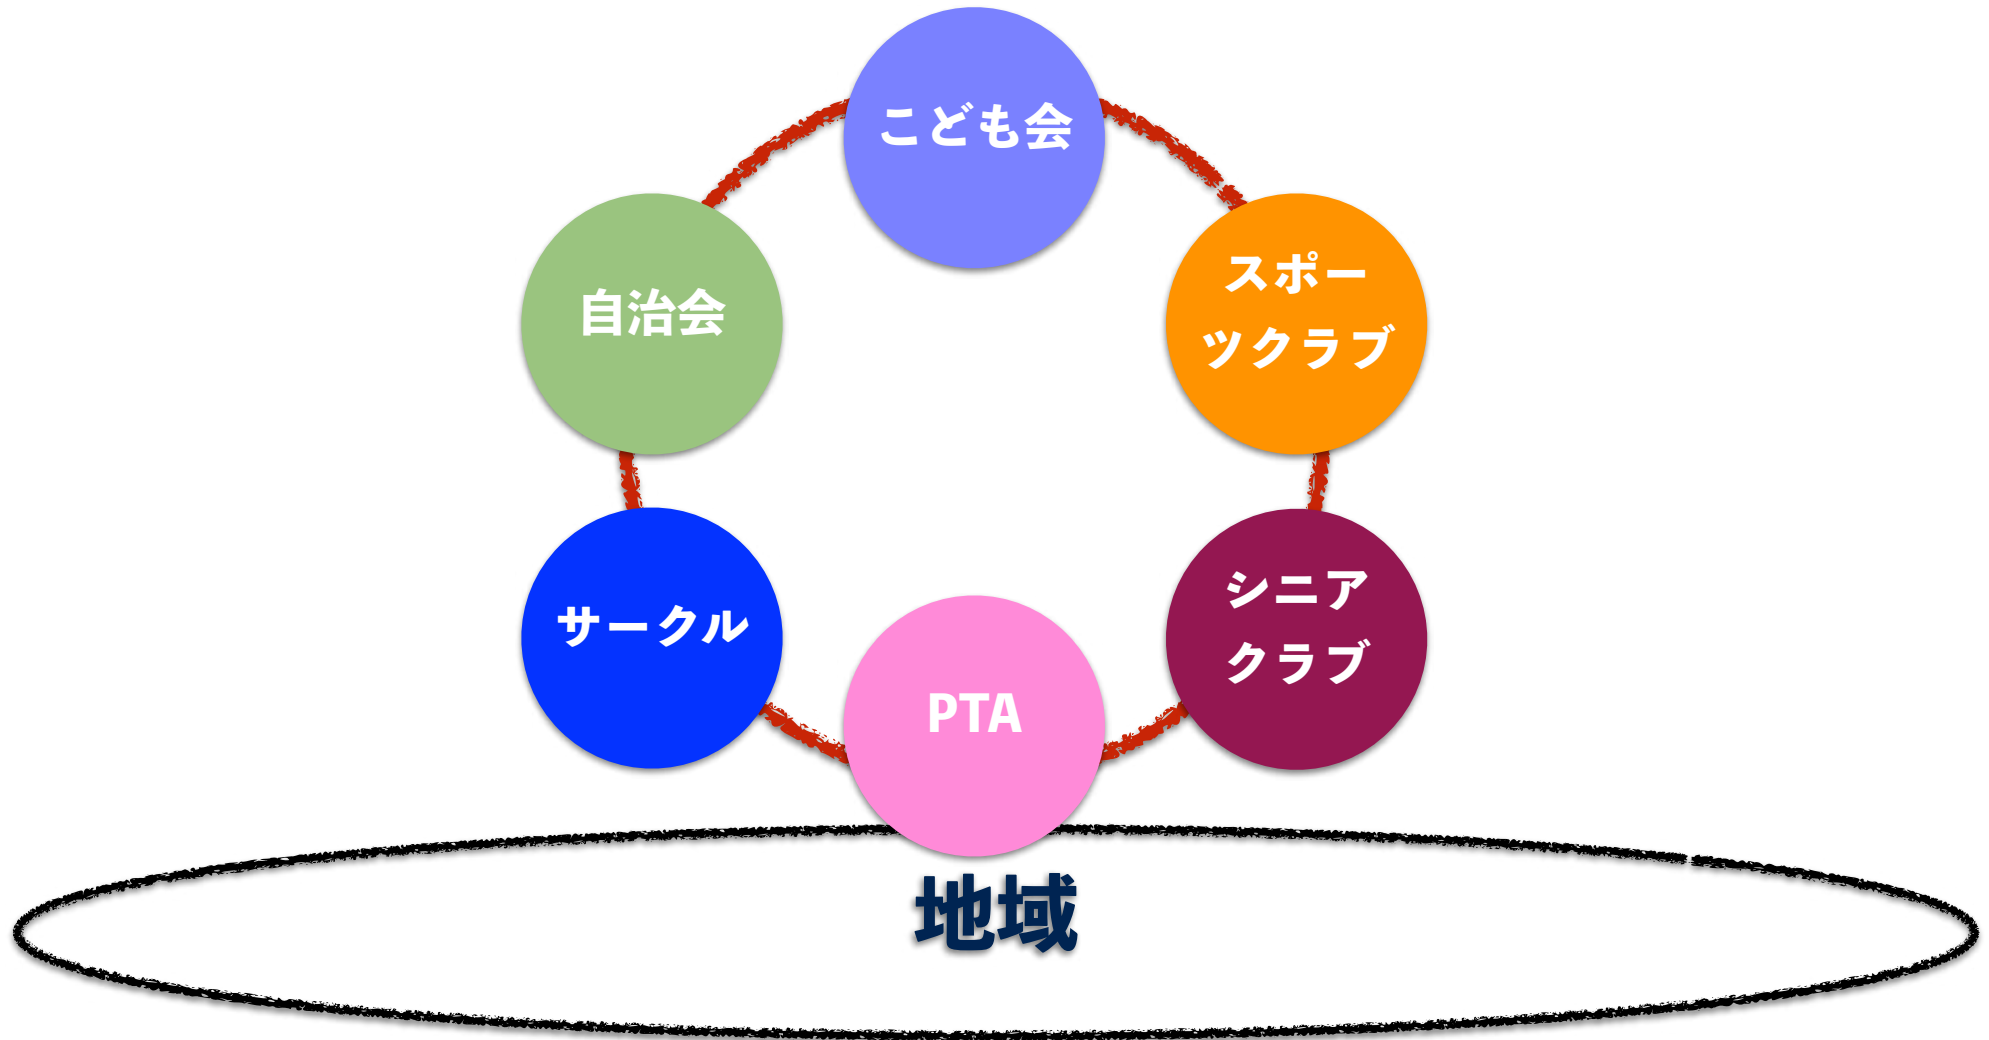 こども会
自治会
スポー
ツクラブ
サークル
シニア
クラブ
PTA
地域